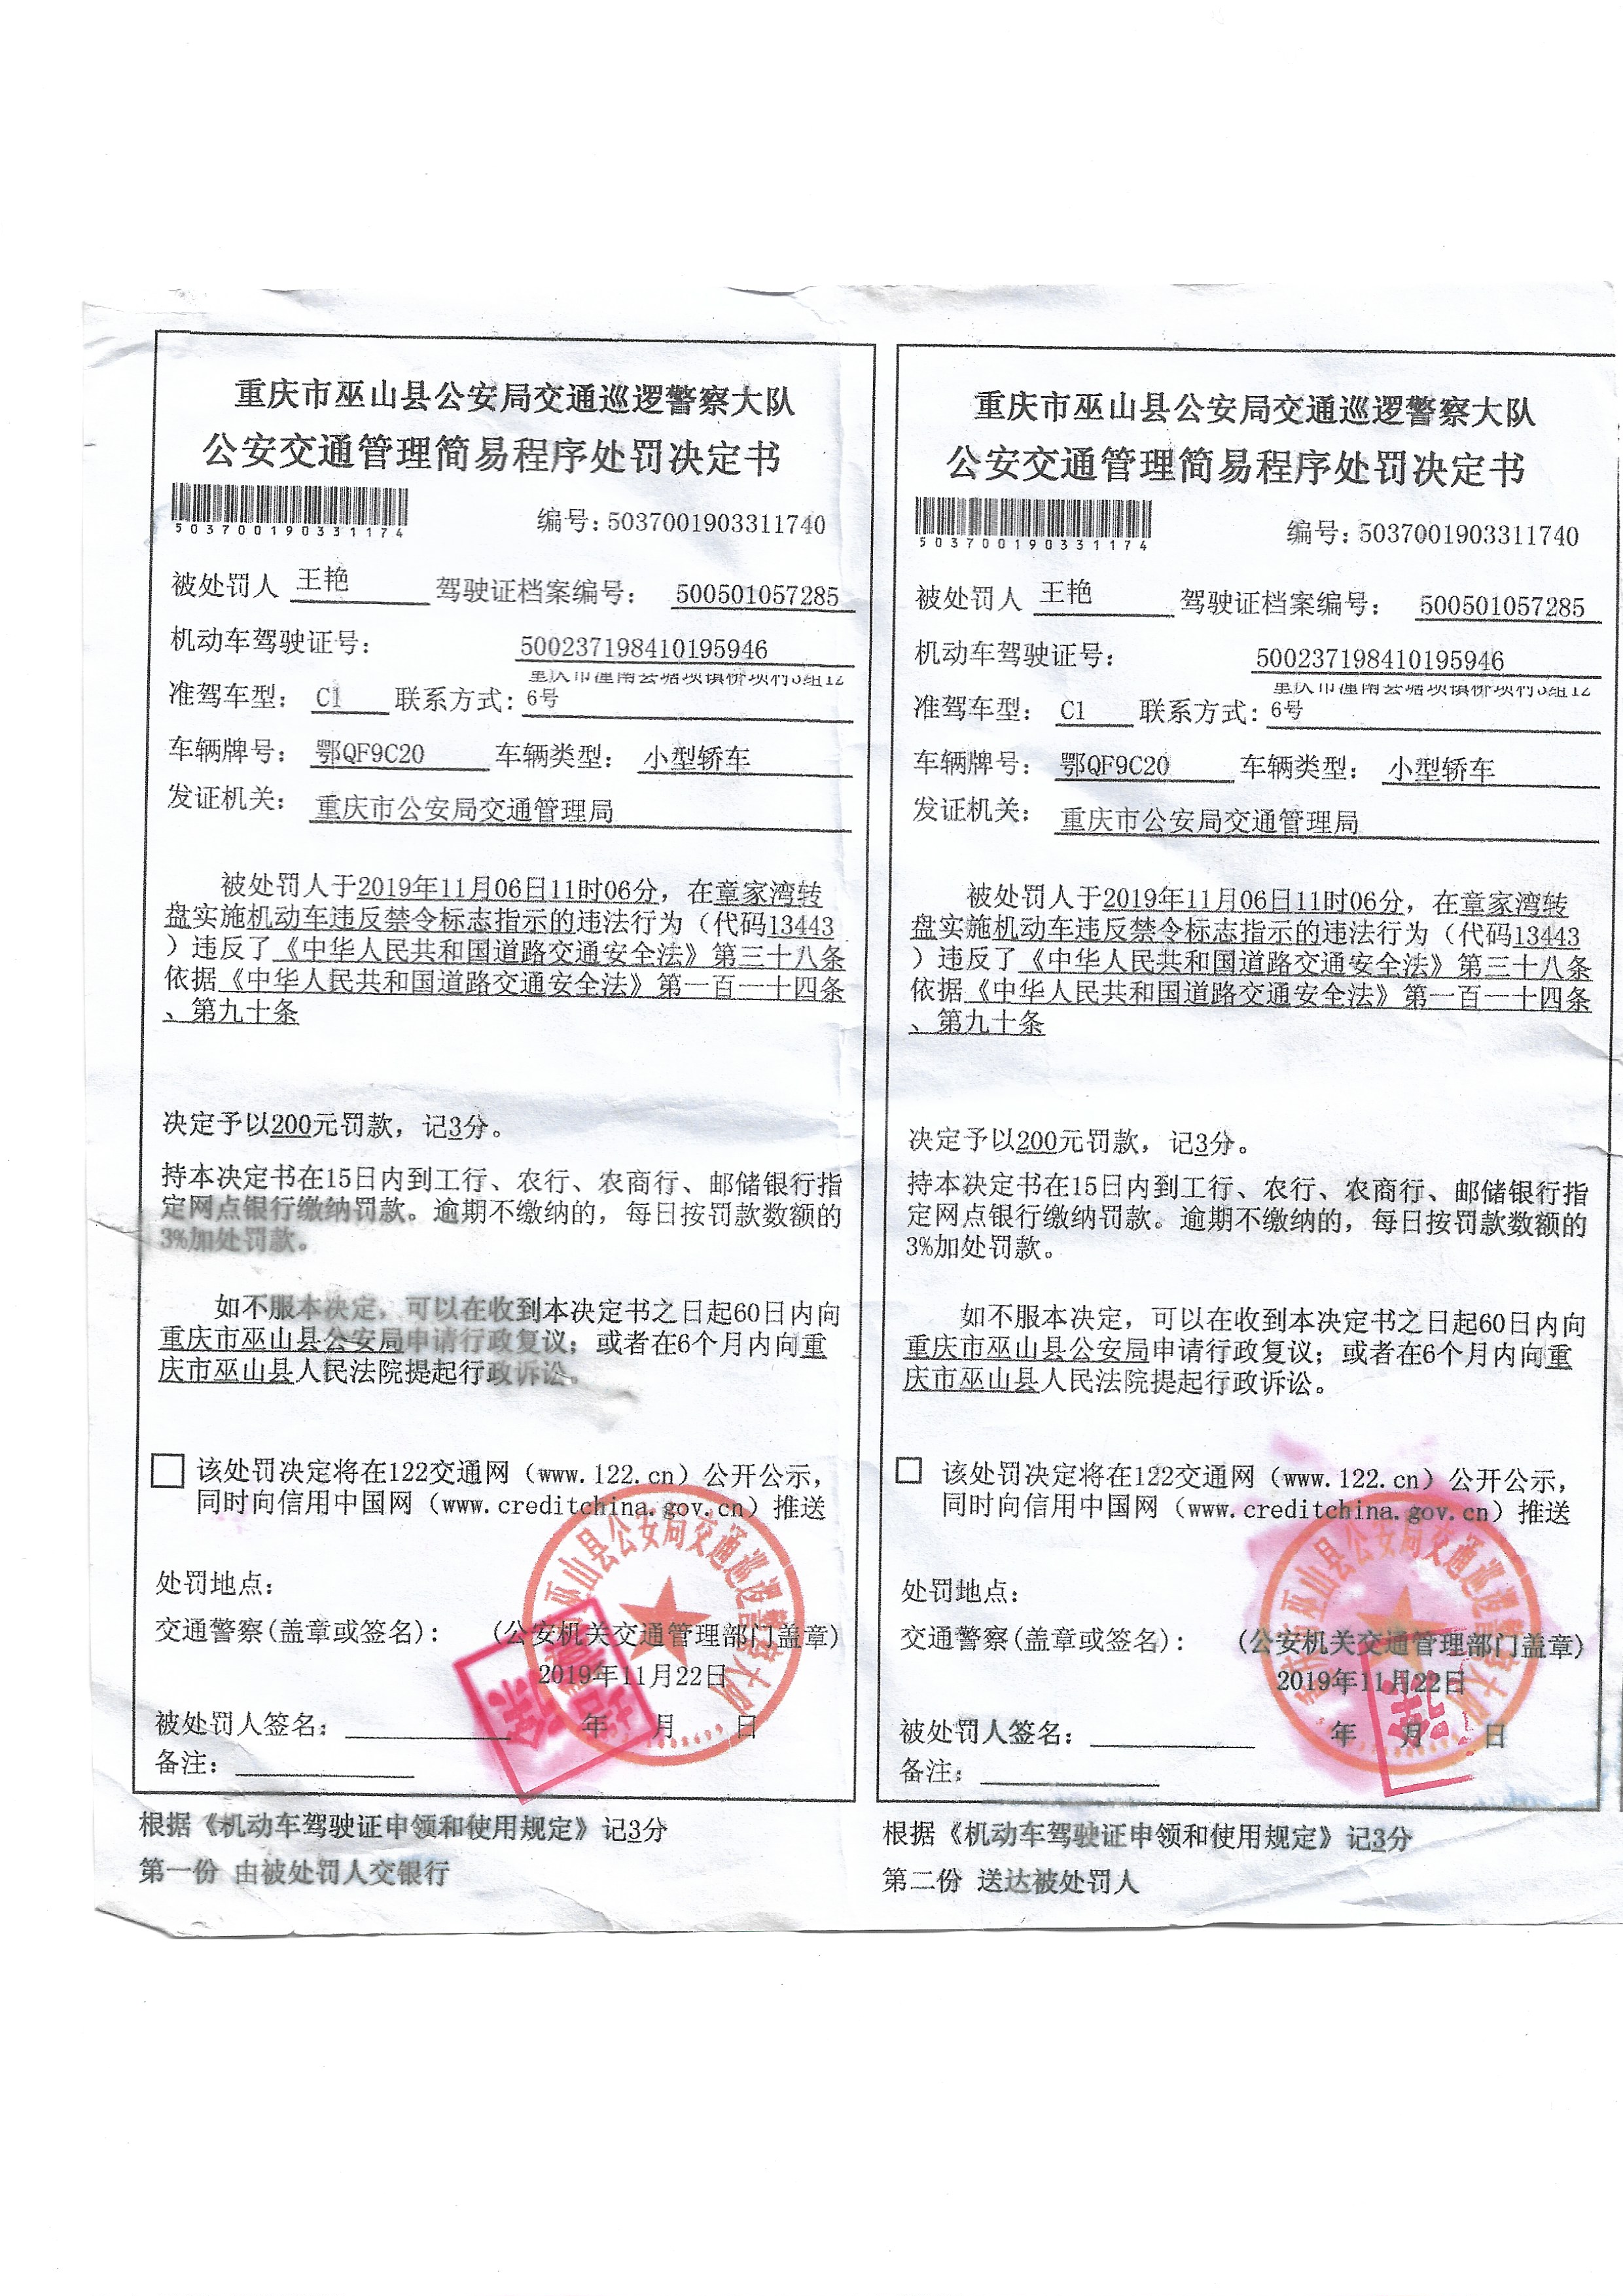 重庆市巫山县公安局交通巡逻警察大队
公安交通管理简易程序处罚决定书
503700190331174
编号:5037001903311740
被处罚人 王艳 驾驶证档案编号: 500501057285
机动车驾驶证号: 500237198410195946
重庆市潼南县塘坝镇桥坝村3组12
准驾车型: C1 联系方式: 6号
车辆牌号: 鄂QF9C20 车辆类型: 小型轿车
发证机关: 重庆市公安局交通管理局
被处罚人于2019年11月06日11时06分，在童家湾转
盘实施机动车违反禁令标志指示的违法行为（代码13443
）违反了《中华人民共和国道路交通安全法》第三十八条
依据《中华人民共和国道路交通安全法》第一百一十四条
、第九十条
决定予以200元罚款，记3分。
持本决定书在15日内到工行、农行、农商行、邮储银行指
定网点银行缴纳罚款。逾期不缴纳的，每日按罚款数额的
3%加处罚款。
如不服本决定，可以在收到本决定书之日起60日内向
重庆市巫山县公安局申请行政复议；或者在6个月内向重
庆市巫山县人民法院提起行政诉讼。
该处罚决定将在122交通网（www.122.cn）公开公示，
同时向信用中国网（www.creditchina.gov.cn）推送
处罚地点:
交通警察(盖章或签名): (公安机关交通管理部门盖章)
2019年11月22日
被处罚人签名: 年 月 日
备注:
根据《机动车驾驶证申领和使用规定》记3分
第一份 由被处罚人交银行
重庆市巫山县公安局交通巡逻警察大队
公安交通管理简易程序处罚决定书
503700190331174
编号:5037001903311740
被处罚人 王艳 驾驶证档案编号: 500501057285
机动车驾驶证号: 500237198410195946
重庆市潼南县塘坝镇桥坝村3组12
准驾车型: C1 联系方式: 6号
车辆牌号: 鄂QF9C20 车辆类型: 小型轿车
发证机关: 重庆市公安局交通管理局
被处罚人于2019年11月06日11时06分，在童家湾转
盘实施机动车违反禁令标志指示的违法行为（代码13443
）违反了《中华人民共和国道路交通安全法》第三十八条
依据《中华人民共和国道路交通安全法》第一百一十四条
、第九十条
决定予以200元罚款，记3分。
持本决定书在15日内到工行、农行、农商行、邮储银行指
定网点银行缴纳罚款。逾期不缴纳的，每日按罚款数额的
3%加处罚款。
如不服本决定，可以在收到本决定书之日起60日内向
重庆市巫山县公安局申请行政复议；或者在6个月内向重
庆市巫山县人民法院提起行政诉讼。
该处罚决定将在122交通网（www.122.cn）公开公示，
同时向信用中国网（www.creditchina.gov.cn）推送
处罚地点:
交通警察(盖章或签名): (公安机关交通管理部门盖章)
2019年11月22日
被处罚人签名: 年 月 日
备注:
根据《机动车驾驶证申领和使用规定》记3分
第二份 送达被处罚人